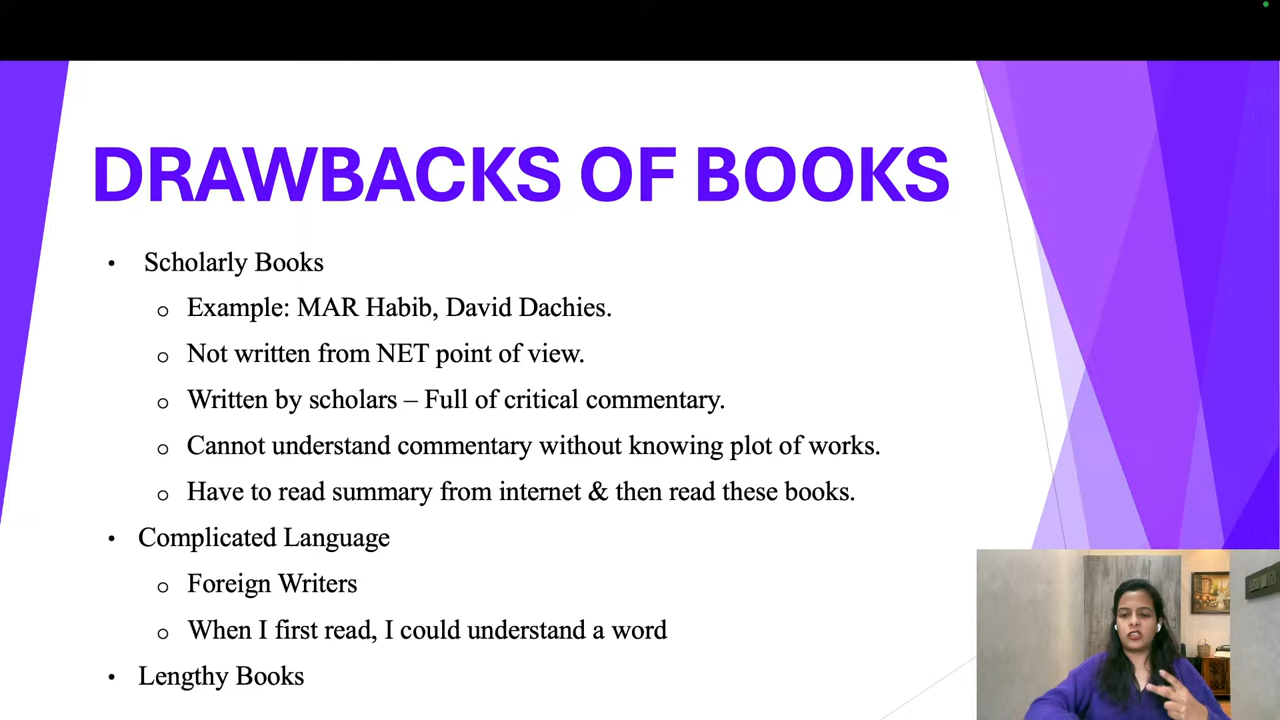 DRAWBACKS OF BOOKS
• Scholarly Books
o Example: MAR Habib, David Dachies.
o Not written from NET point of view.
o Written by scholars – Full of critical commentary.
o Cannot understand commentary without knowing plot of works.
o Have to read summary from internet & then read these books.
• Complicated Language
o Foreign Writers
o When I first read, I could understand a word
• Lengthy Books